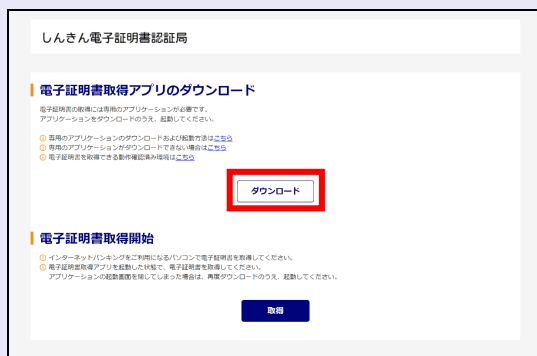 しんきん電子証明書認証局
電子証明書取得アプリのダウンロード
電子証明書の取得には専用のアプリケーションが必要です。
アプリケーションをダウンロードのうえ、起動してください。
① 専用のアプリケーションのダウンロードおよび起動方法はこちら
① 専用のアプリケーションがダウンロードできない場合はこちら
① 電子証明書を取得できる動作確認済み環境はこちら
ダウンロード
電子証明書取得開始
① インターネットバンキングをご利用になるパソコンで電子証明書を取得してください。
① 電子証明書取得アプリを起動した状態で、電子証明書を取得してください。
アプリケーションの起動画面を閉じてしまった場合は、再度ダウンロードのうえ、起動してください。
取得